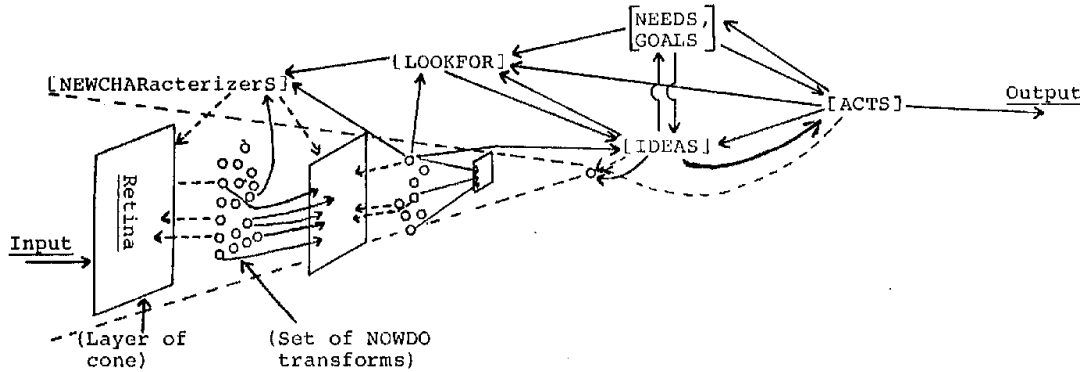 [NEEDS,
GOALS]
[LOOKFOR]
[NEWCHARacterizerS]
[ACTS]
Output
[IDEAS]
Retina
Input
(Layer of
cone)
(Set of NOWDO
transforms)